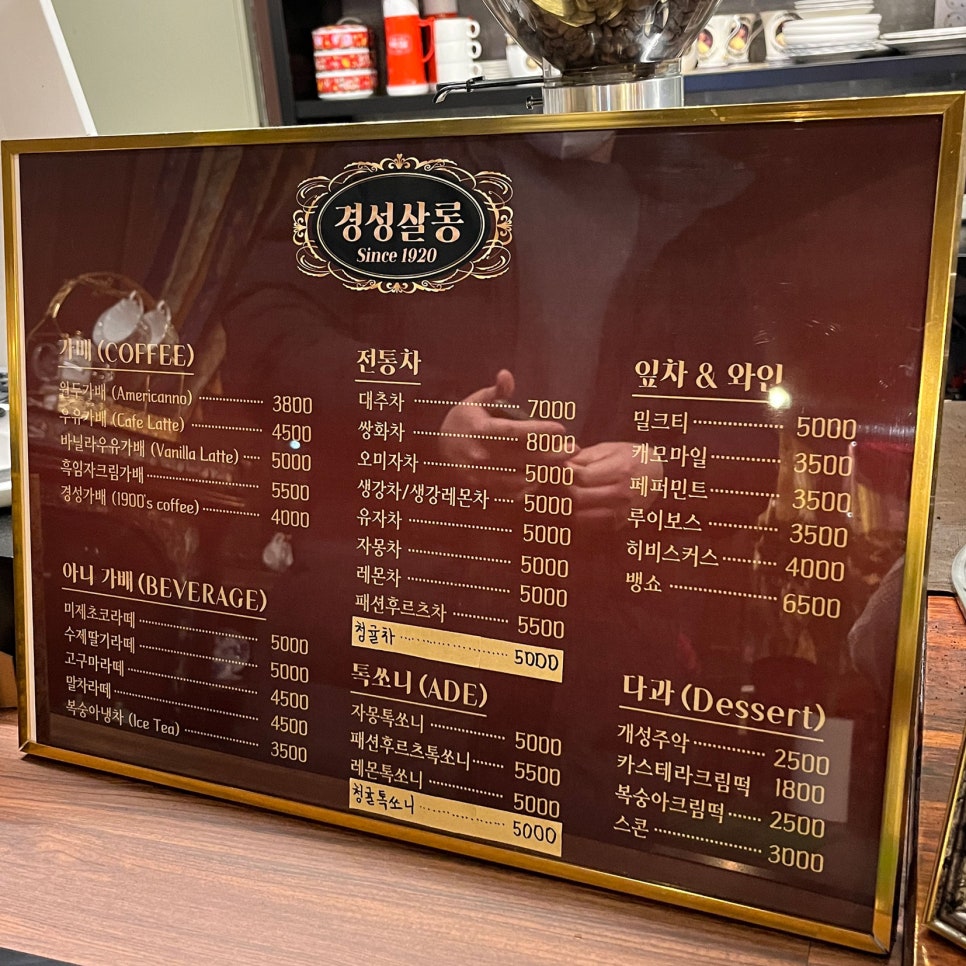 경성살롱
Since 1920
가배 (COFFEE)
원두가배 (Americanno) 3800
우유가배 (Cafe Latte) 4500
바닐라우유가배 (Vanilla Latte) 5000
흑임자크림가배 5500
경성가배 (1900's coffee) 4000
아니 가배 (BEVERAGE)
미제초코라떼 5000
수제딸기라떼 5000
고구마라떼 4500
말차라떼 4500
복숭아냉차 (Ice Tea) 3500
전통차
대추차 7000
쌍화차 8000
오미자차 5000
생강차/생강레몬차 5000
유자차 5000
자몽차 5000
레몬차 5000
패션후르츠차 5500
청귤차 5000
톡쏘니 (ADE)
자몽톡쏘니 5000
패션후르츠톡쏘니 5500
레몬톡쏘니 5000
청귤톡쏘니 5000
잎차 & 와인
밀크티 5000
캐모마일 3500
페퍼민트 3500
루이보스 3500
히비스커스 4000
뱅쇼 6500
다과 (Dessert)
개성주악 2500
카스테라크림떡 1800
복숭아크림떡 2500
스콘 3000